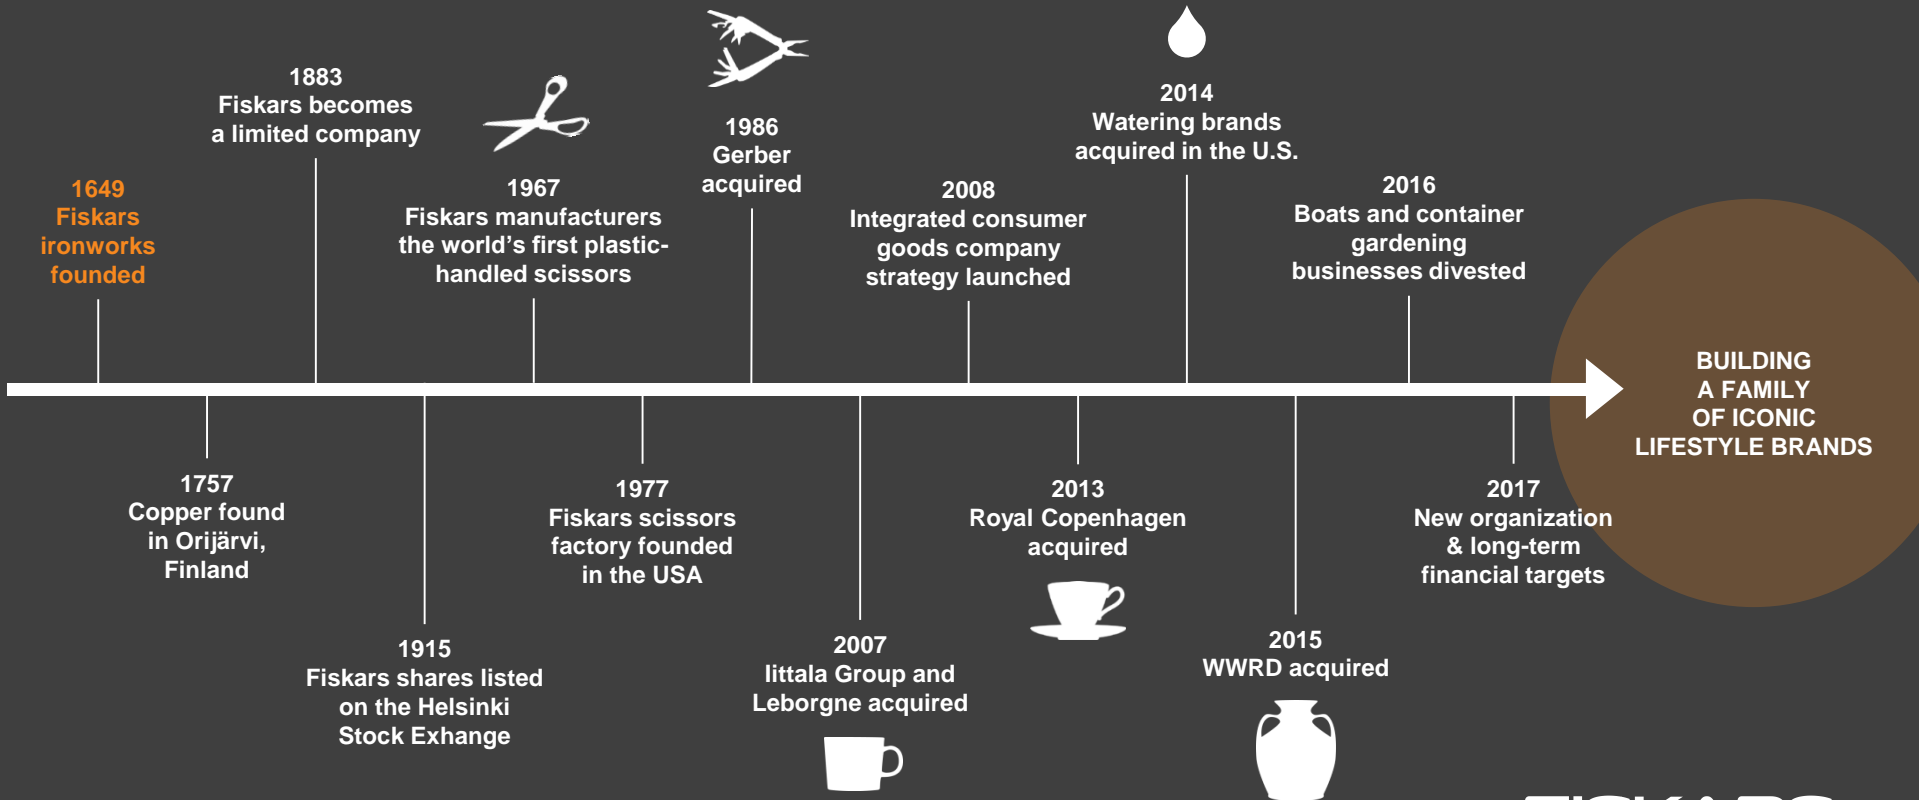 1649
Fiskars
ironworks
founded
1757
Copper found
in Orijärvi,
Finland
1883
Fiskars becomes
a limited company
1915
Fiskars shares listed
on the Helsinki
Stock Exhange
1967
Fiskars manufacturers
the world's first plastic-
handled scissors
1977
Fiskars scissors
factory founded
in the USA
1986
Gerber
acquired
2007
Iittala Group and
Leborgne acquired
2008
Integrated consumer
goods company
strategy launched
2013
Royal Copenhagen
acquired
2014
Watering brands
acquired in the U.S.
2015
WWRD acquired
2016
Boats and container
gardening
businesses divested
2017
New organization
& long-term
financial targets
BUILDING
A FAMILY
OF ICONIC
LIFESTYLE BRANDS